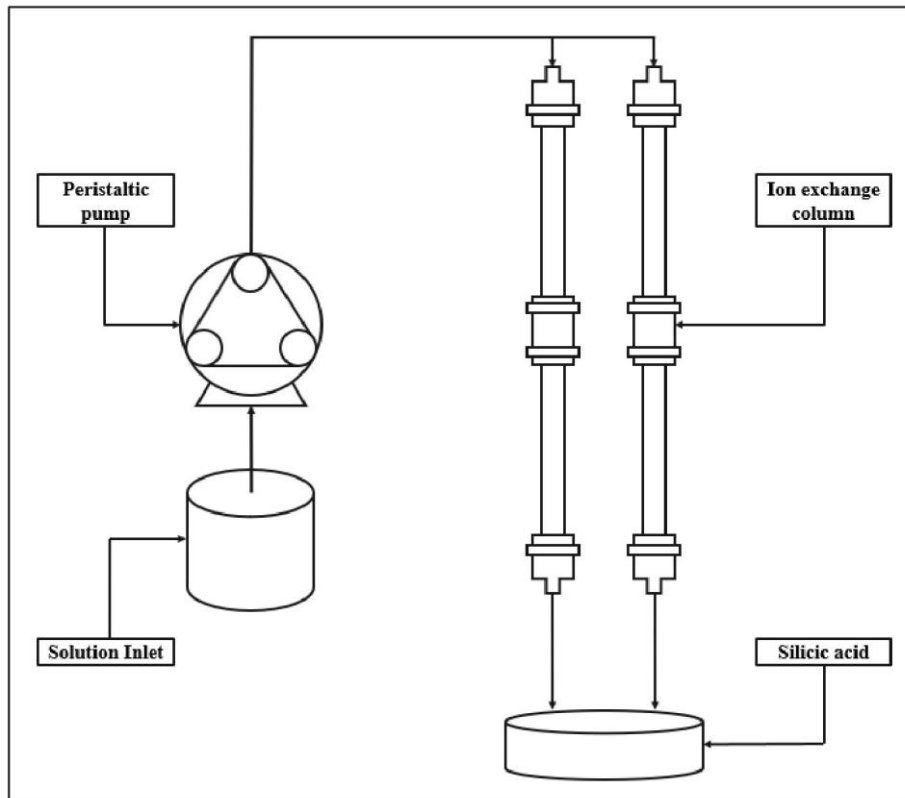 Peristaltic
pump
Ion exchange
column
Solution Inlet
Silicic acid